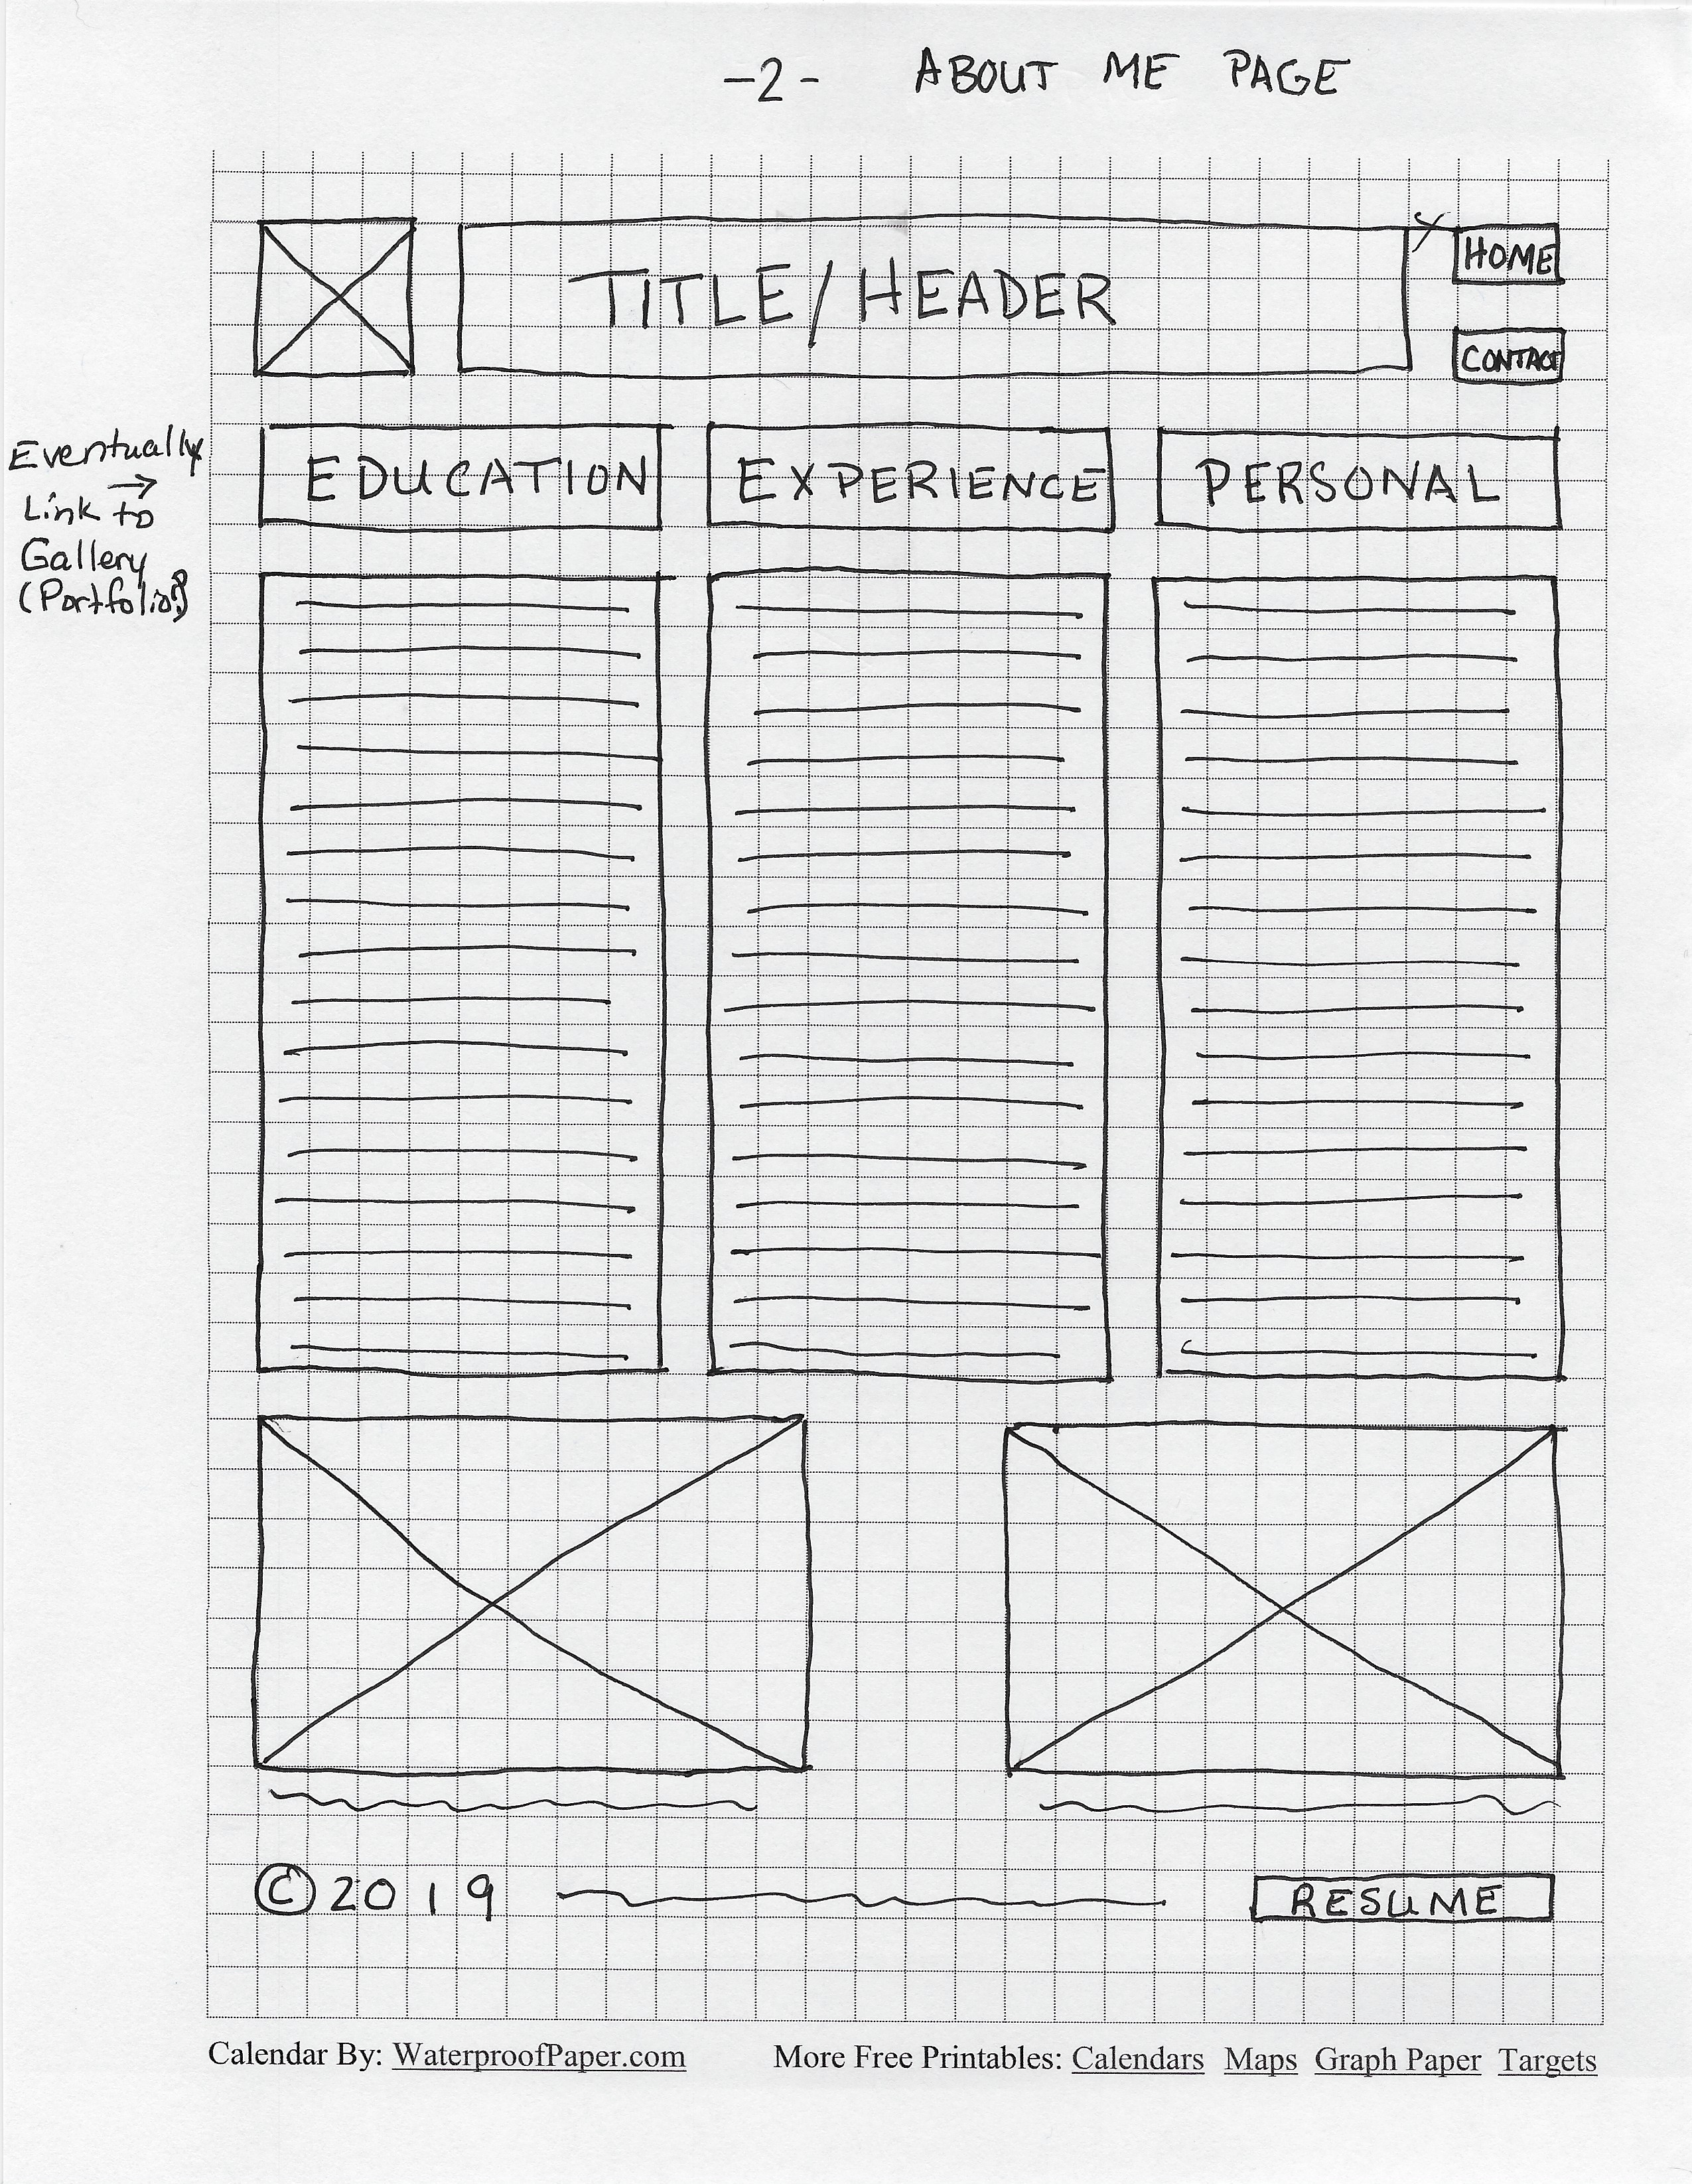 -2- ABOUT ME PAGE
TITLE/HEADER
HOME
CONTACT
Eventually
Link to
Gallery
(Portfolio?)
EDUCATION
EXPERIENCE
PERSONAL
© 2019
RESUME
Calendar By: WaterproofPaper.com
More Free Printables: Calendars Maps Graph Paper Targets